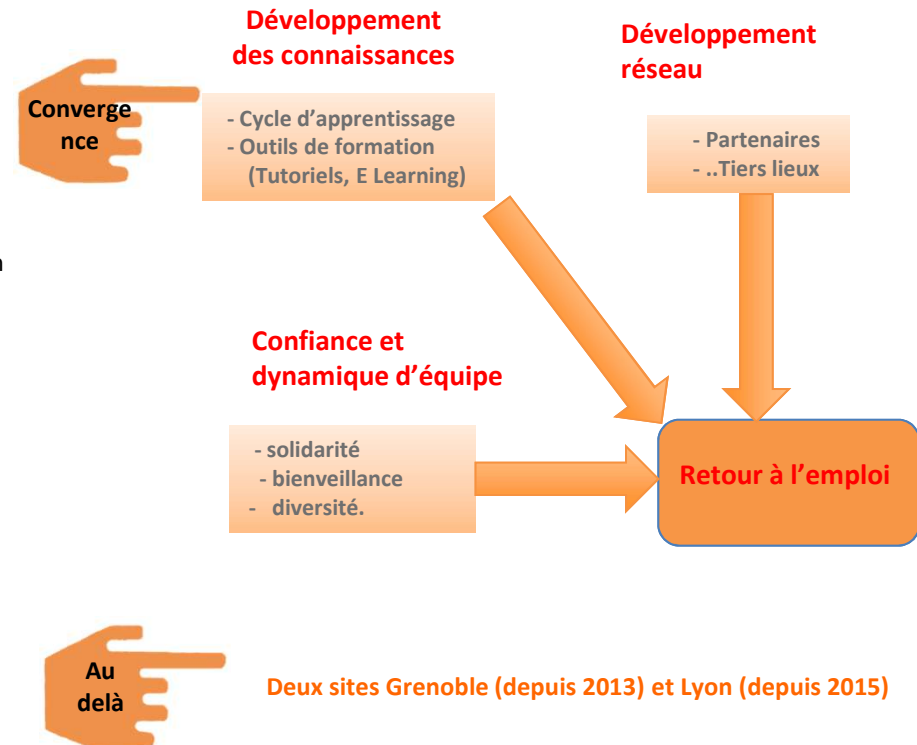 Développement
des connaissances
Développement
réseau
Converge
nce
- Cycle d'apprentissage
- Outils de formation
(Tutoriels, E Learning)
- Partenaires
- ..Tiers lieux
Confiance et
dynamique d'équipe
- solidarité
- bienveillance
- diversité.
Retour à l'emploi
Au
delà
Deux sites Grenoble (depuis 2013) et Lyon (depuis 2015)